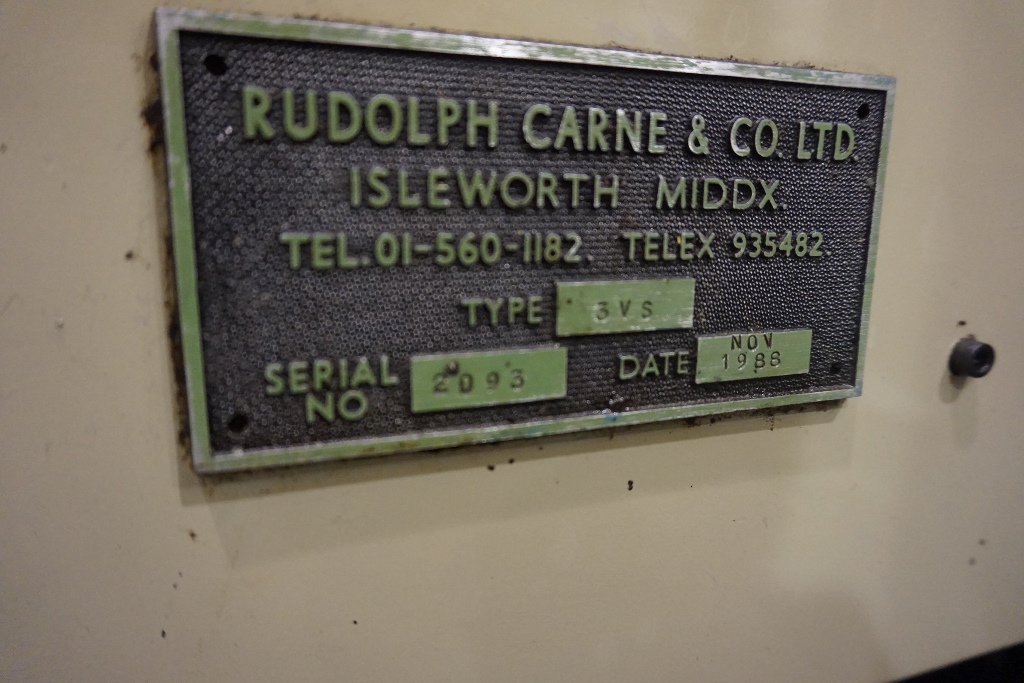 RUDOLPH CARNE & CO. LTD.
ISLEWORTH MIDDX.
TEL. 01-560-1182. TELEX 935482.
TYPE 3VS
SERIAL NO 2093
DATE NOV 1988